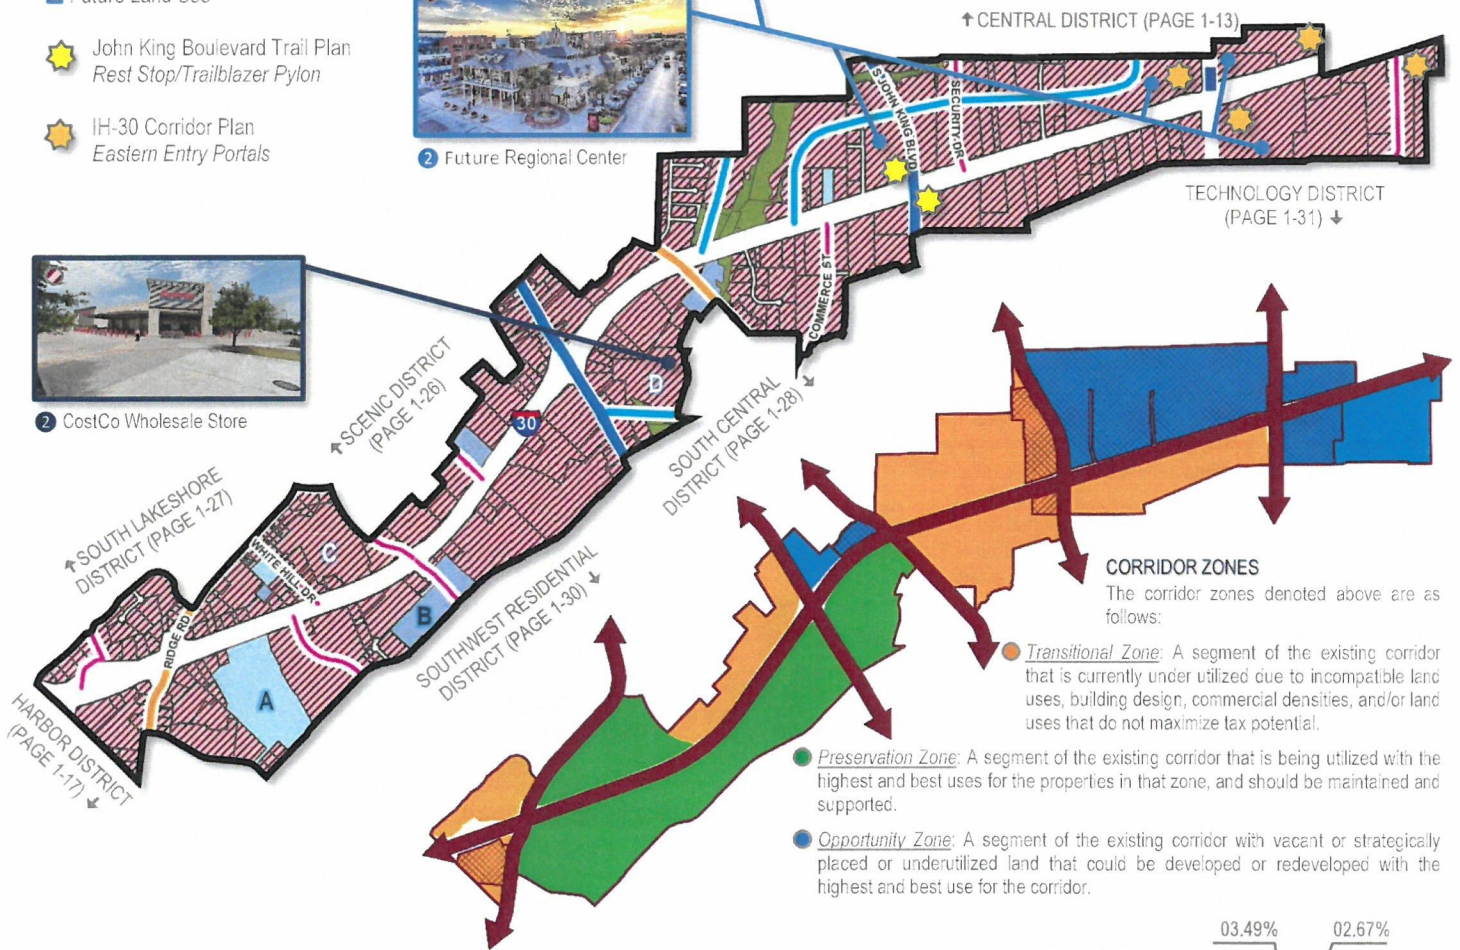 Future Land Use
John King Boulevard Trail Plan
Rest Stop/Trailblazer Pylon
IH-30 Corridor Plan
Eastern Entry Portals
2 Future Regional Center
↑ CENTRAL DISTRICT (PAGE 1-13)
S JOHN KING BLVD
SECURITY DR
TECHNOLOGY DISTRICT
(PAGE 1-31) ↓
COMMERCE ST
2 CostCo Wholesale Store
↑ SCENIC DISTRICT
(PAGE 1-26)
30
D
SOUTH CENTRAL
DISTRICT (PAGE 1-28) ↓
↑ SOUTH LAKESHORE
DISTRICT (PAGE 1-27)
WHITE HILL DR
C
RIDGE RD
B
A
SOUTHWEST RESIDENTIAL
DISTRICT (PAGE 1-30) ↓
HARBOR DISTRICT
(PAGE 1-17) ↓
CORRIDOR ZONES
The corridor zones denoted above are as
follows:
Transitional Zone: A segment of the existing corridor
that is currently under utilized due to incompatible land
uses, building design, commercial densities, and/or land
uses that do not maximize tax potential.
Preservation Zone: A segment of the existing corridor that is being utilized with the
highest and best uses for the properties in that zone, and should be maintained and
supported.
Opportunity Zone: A segment of the existing corridor with vacant or strategically
placed or underutilized land that could be developed or redeveloped with the
highest and best use for the corridor.
03.49%
02.67%